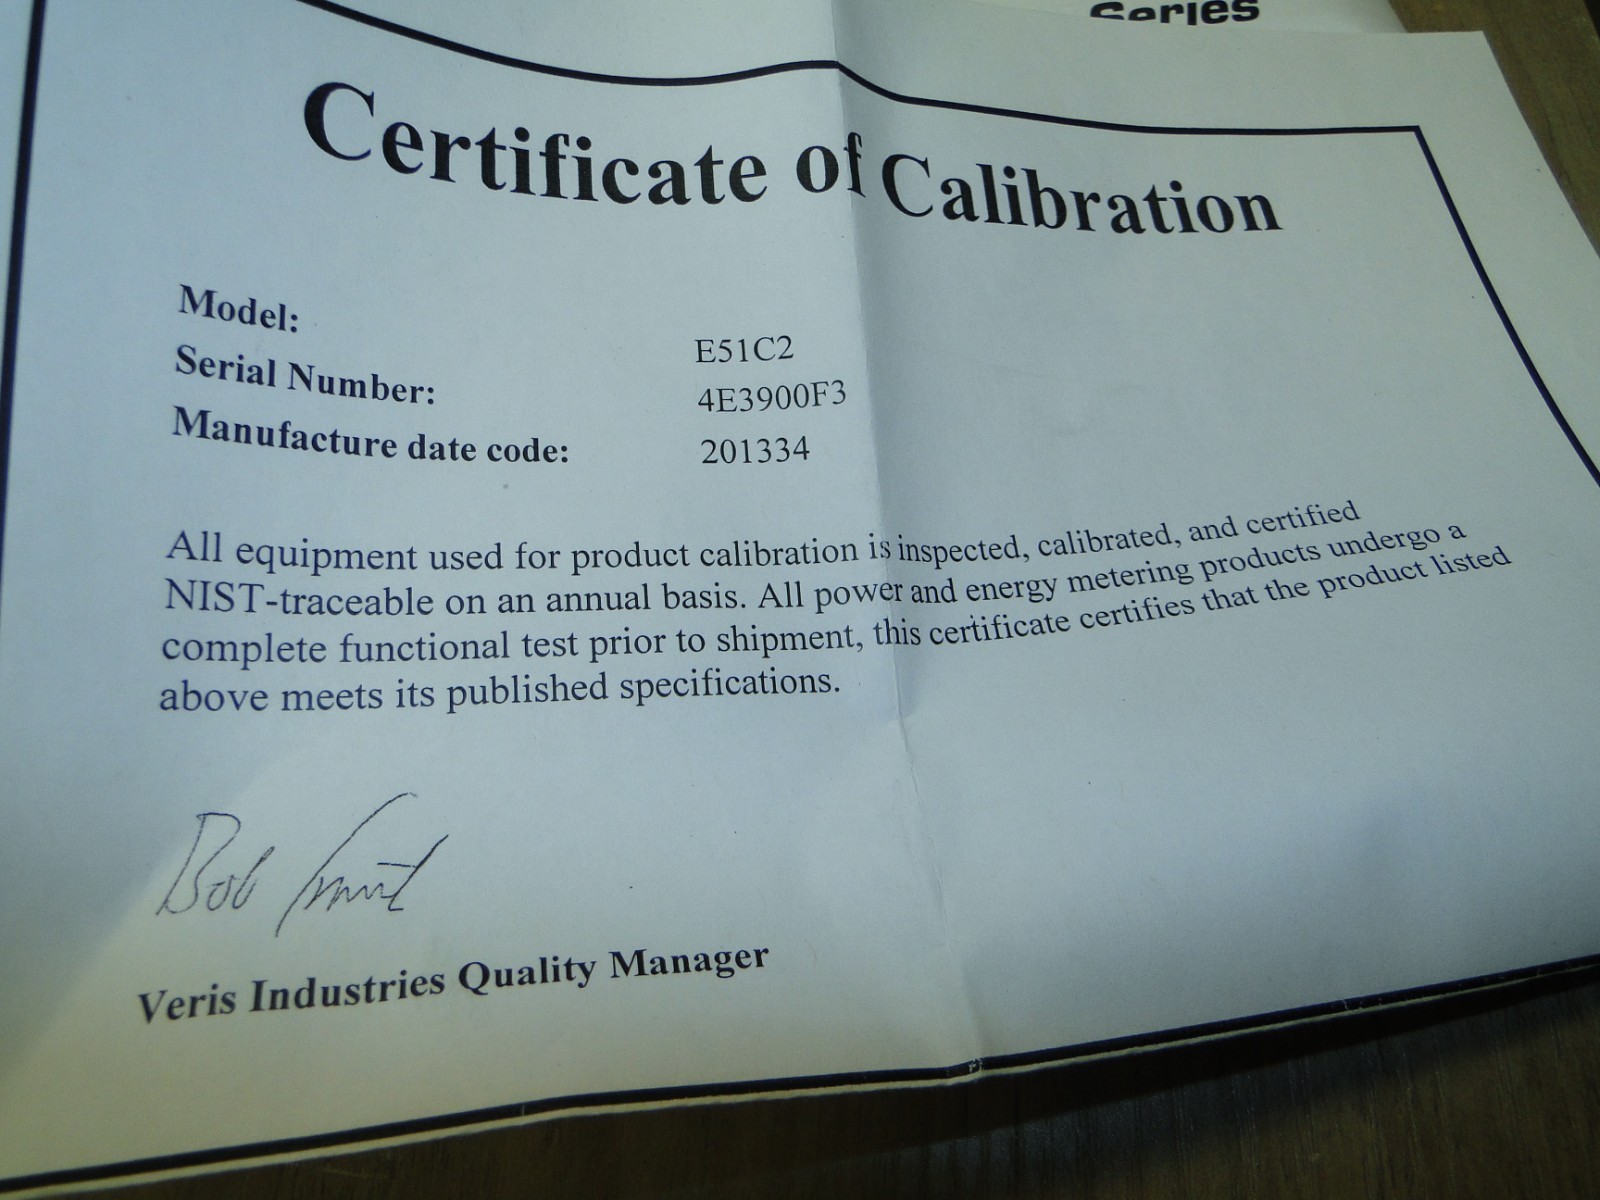 Series
Certificate of Calibration
Model:
E51C2
Serial Number:
4E3900F3
Manufacture date code:
201334
All equipment used for product calibration is inspected, calibrated, and certified
NIST-traceable on an annual basis. All power and energy metering products undergo a
complete functional test prior to shipment, this certificate certifies that the product listed
above meets its published specifications.
Bob
Veris Industries Quality Manager